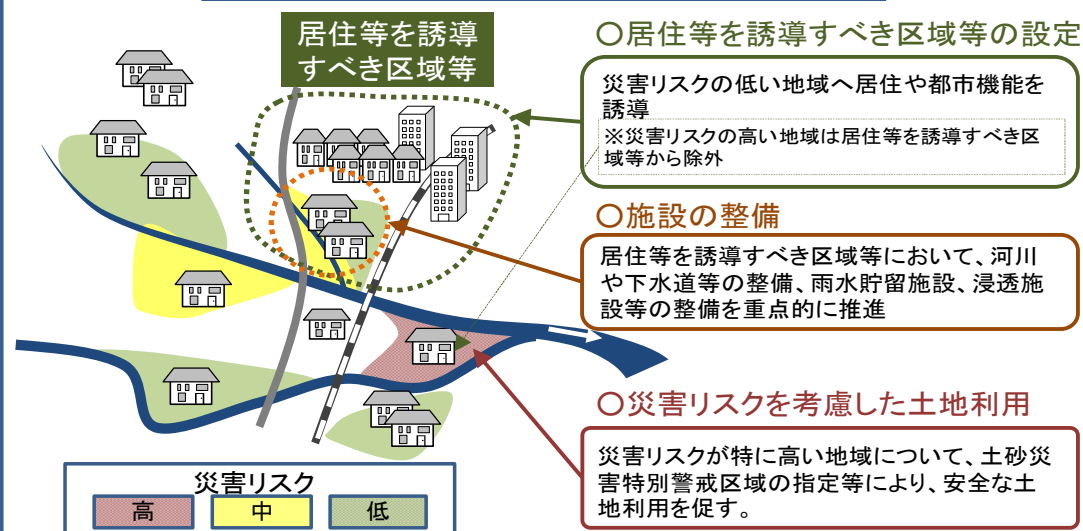 居住等を誘導
すべき区域等
〇居住等を誘導すべき区域等の設定
災害リスクの低い地域へ居住や都市機能を
誘導
※災害リスクの高い地域は居住等を誘導すべき区
域等から除外
〇施設の整備
居住等を誘導すべき区域等において、河川
や下水道等の整備、雨水貯留施設、浸透施
設等の整備を重点的に推進
〇災害リスクを考慮した土地利用
災害リスクが特に高い地域について、土砂災
害特別警戒区域の指定等により、安全な土
地利用を促す。
災害リスク
高
中
低